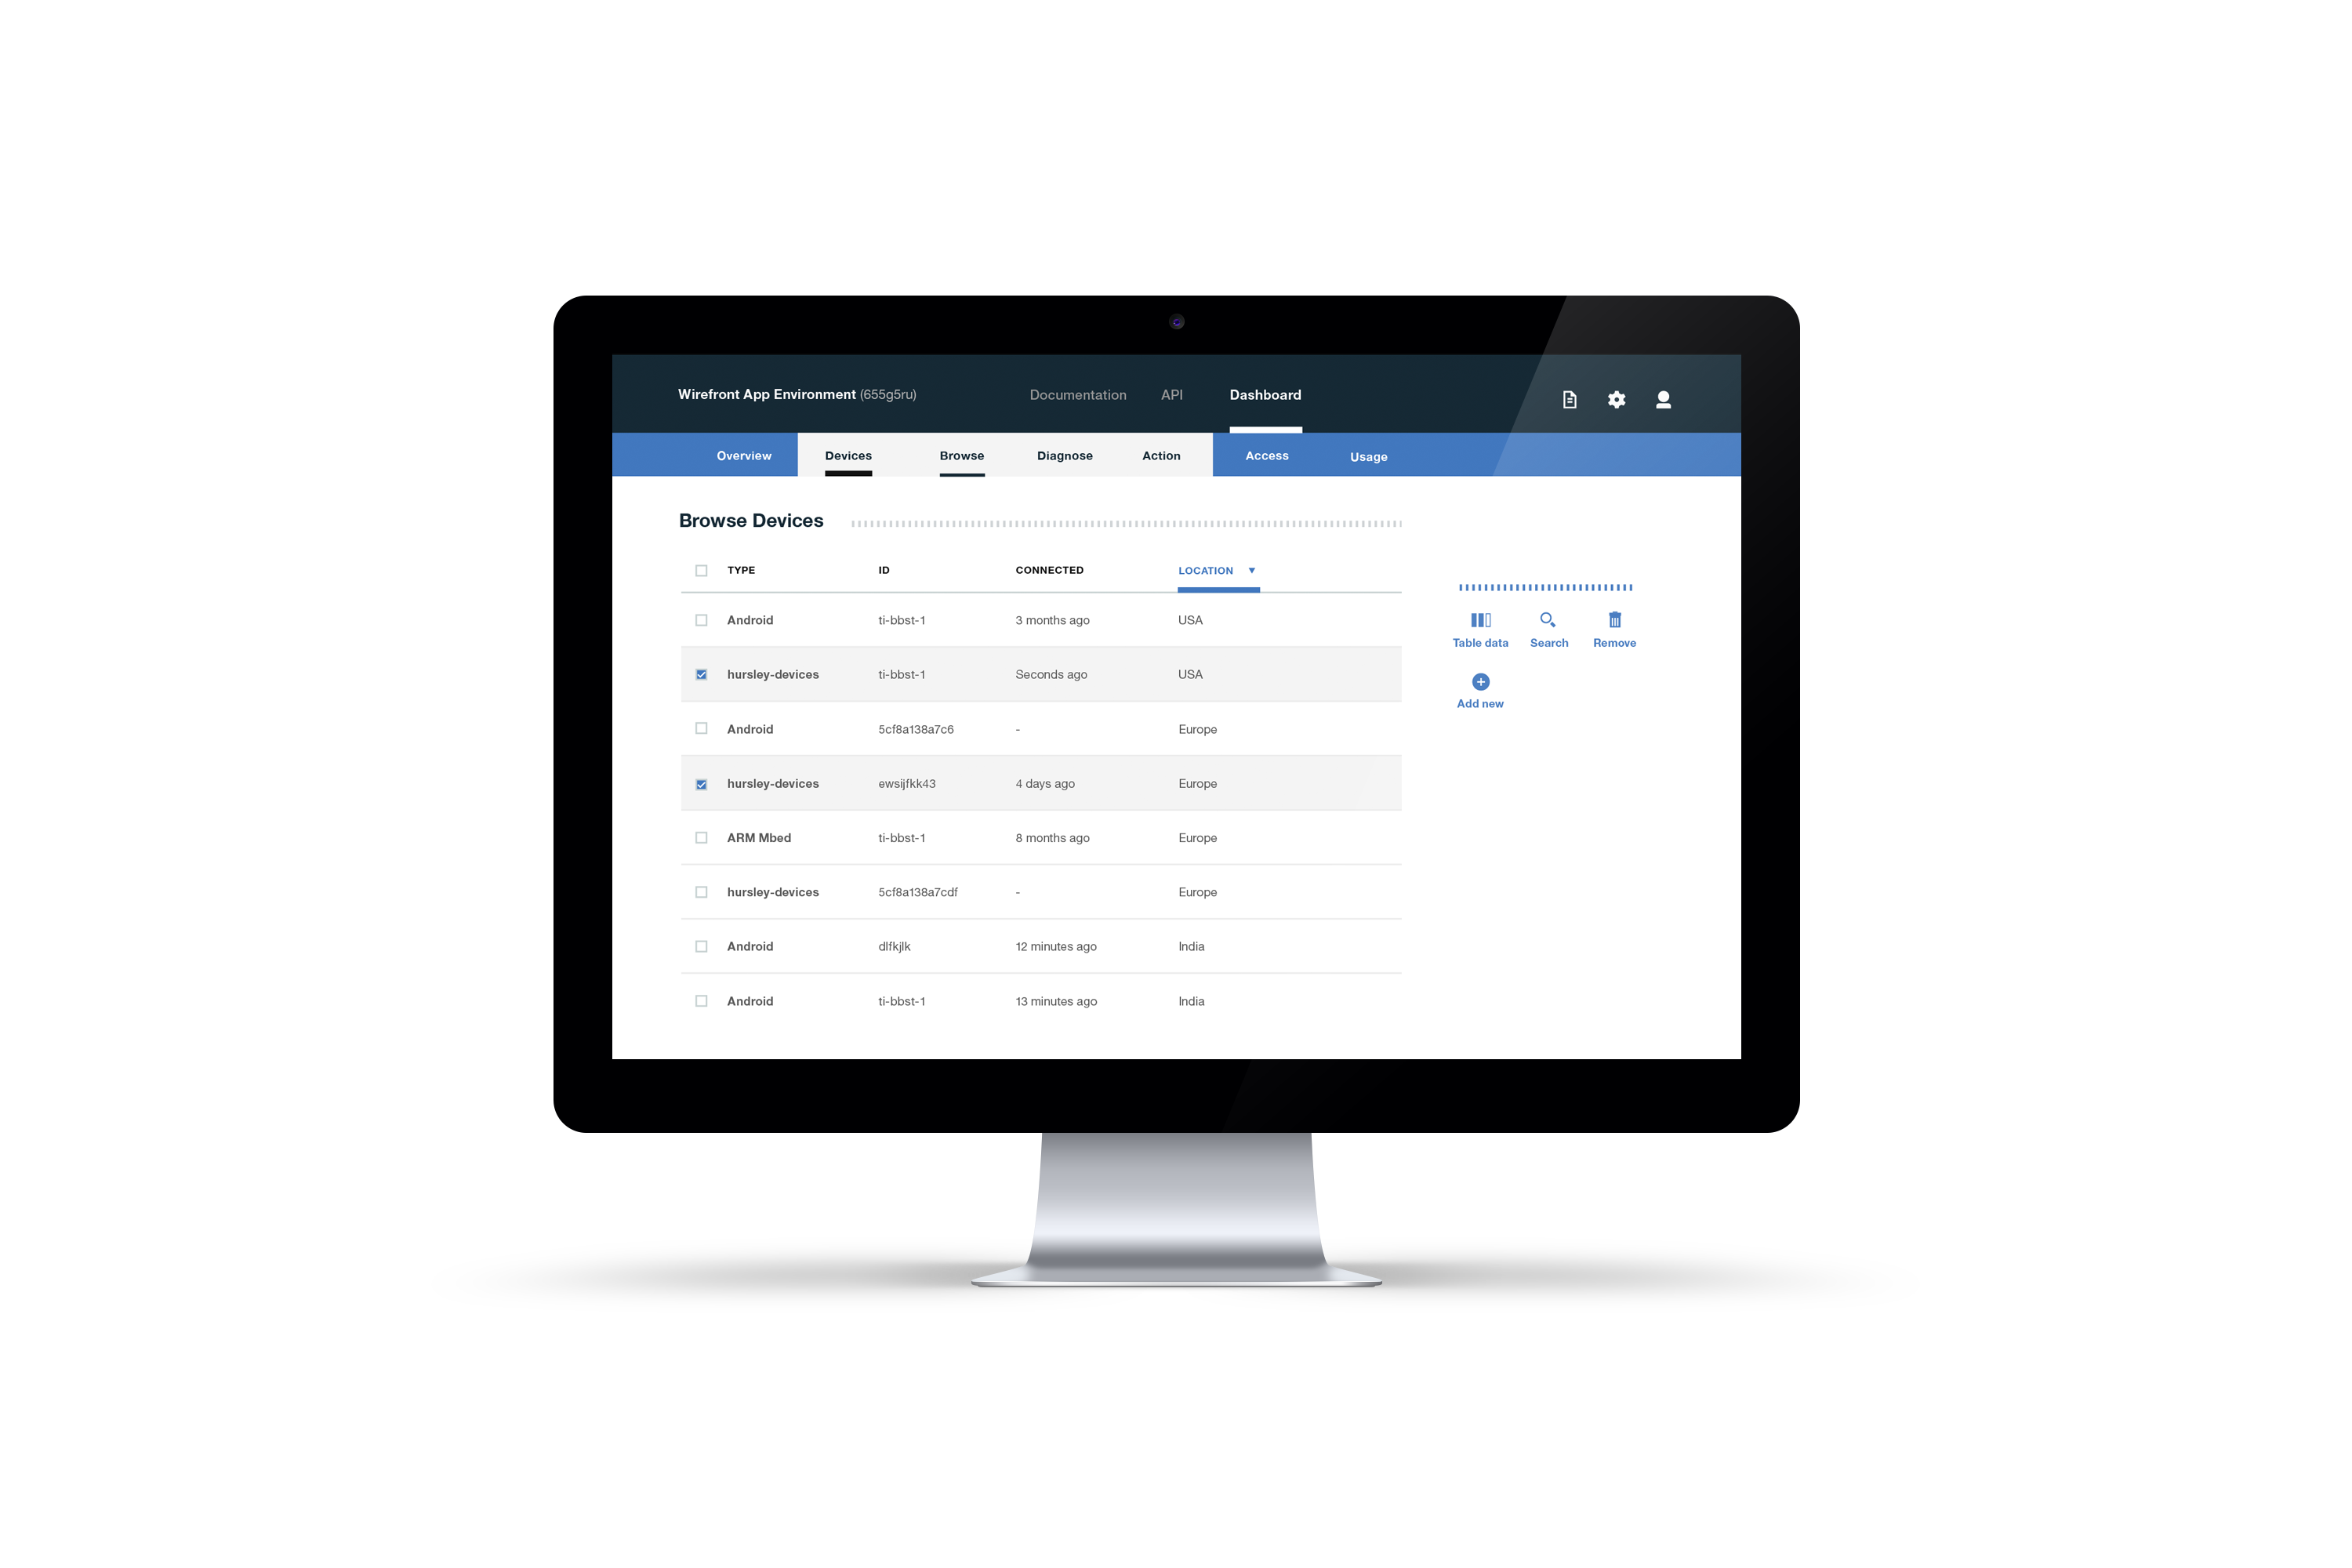 Wirefront App Environment (655g5ru) Documentation API Dashboard
Overview Devices Browse Diagnose Action Access Usage
Browse Devices
TYPE ID CONNECTED LOCATION
Android ti-bbst-1 3 months ago USA
hursley-devices ti-bbst-1 Seconds ago USA
Android 5cf8a138a7c6 - Europe
hursley-devices ewsijfkk43 4 days ago Europe
ARM Mbed ti-bbst-1 8 months ago Europe
hursley-devices 5cf8a138a7cdf - Europe
Android dlfkjlk 12 minutes ago India
Android ti-bbst-1 13 minutes ago India
Table data Search Remove
Add new